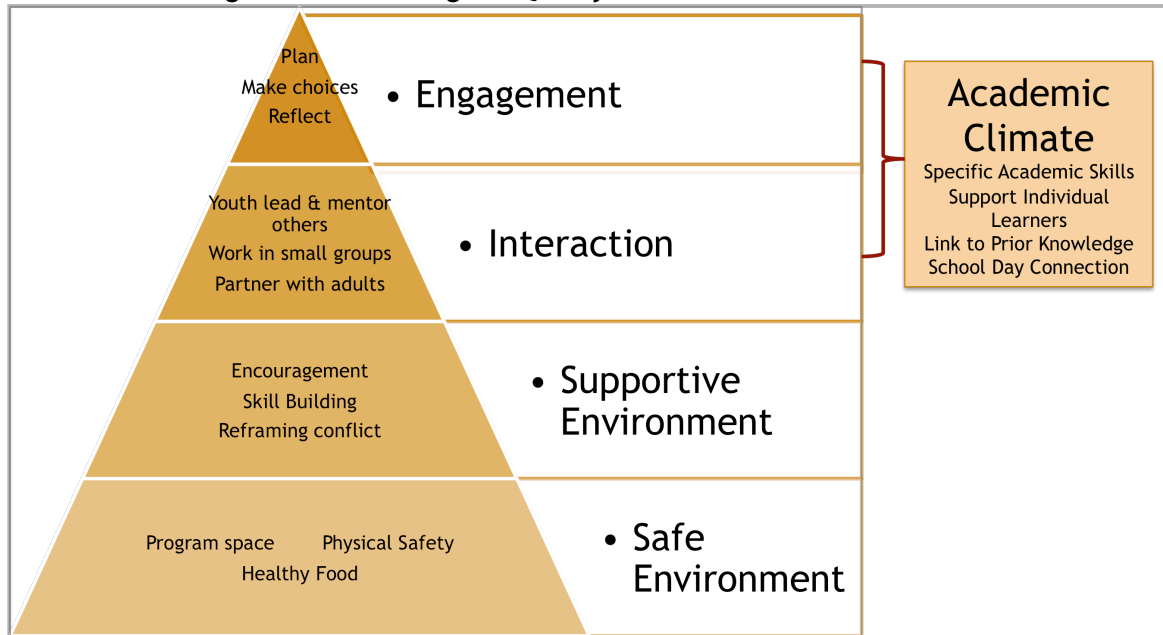 Plan
Make choices
Reflect
• Engagement
Youth lead & mentor
others
Work in small groups
Partner with adults
• Interaction
Encouragement
Skill Building
Reframing conflict
• Supportive
Environment
Program space Physical Safety
Healthy Food
• Safe
Environment
Academic
Climate
Specific Academic Skills
Support Individual
Learners
Link to Prior Knowledge
School Day Connection